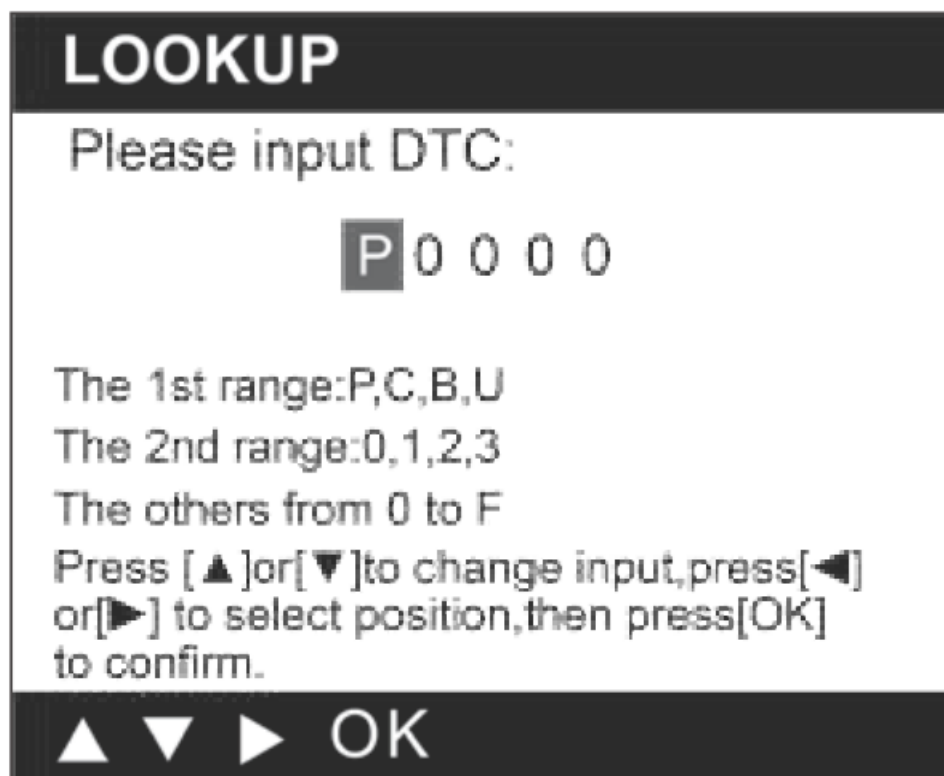 LOOKUP
Please input DTC:
P 0 0 0 0
The 1st range:P,C,B,U
The 2nd range:0,1,2,3
The others from 0 to F
Press [▲]or[▼]to change input,press[◀]
or[▶] to select position,then press[OK]
to confirm.
▲ ▼ ▶ OK